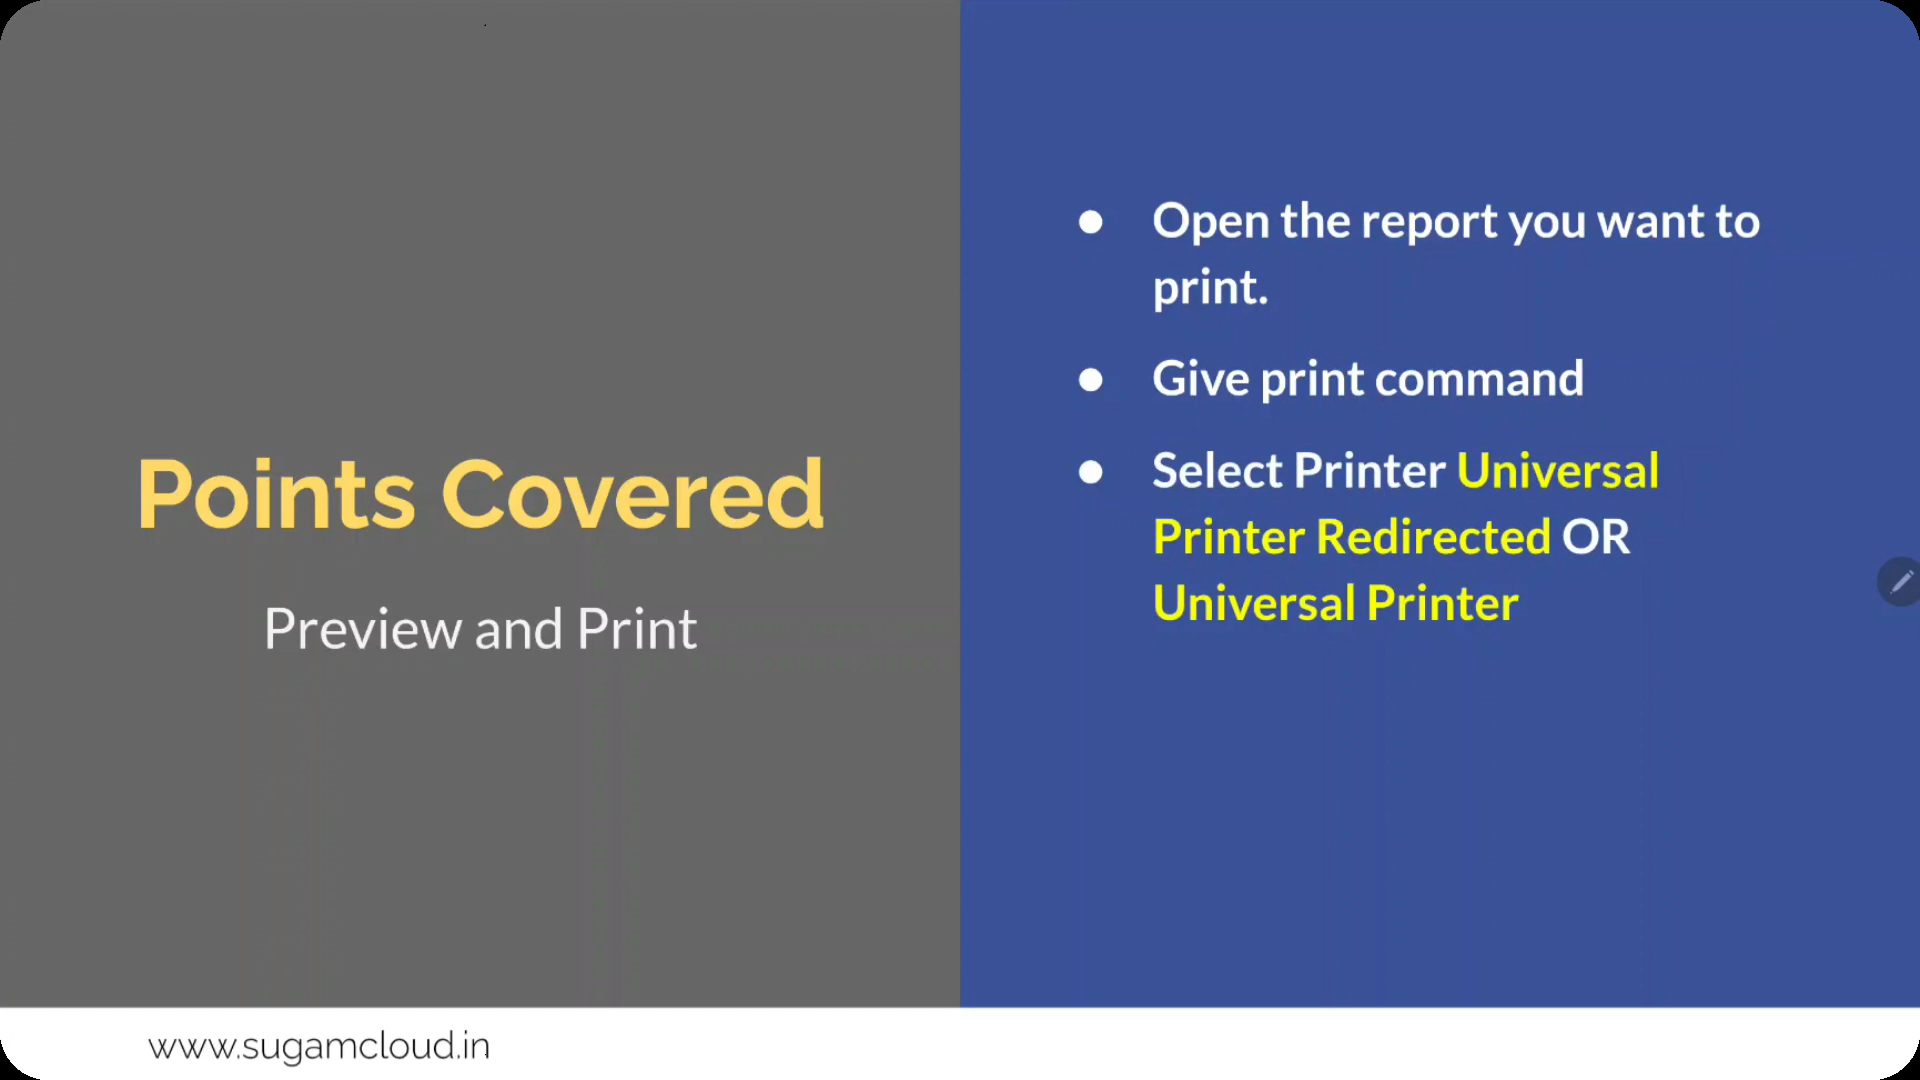 Points Covered
Preview and Print
● Open the report you want to
print.
● Give print command
● Select Printer Universal
Printer Redirected OR
Universal Printer
www.sugamcloud.in